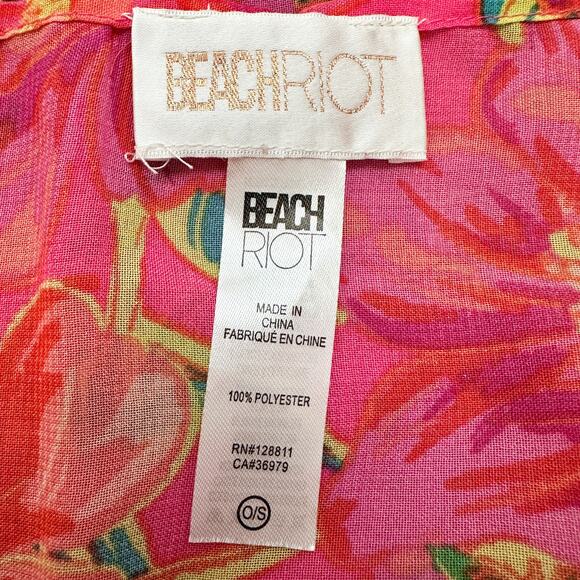 BEACHRIOT
BEACH
RIOT
MADE IN
CHINA
FABRIQUÉ EN CHINE
100% POLYESTER
RN#128811
CA#36979
O/S